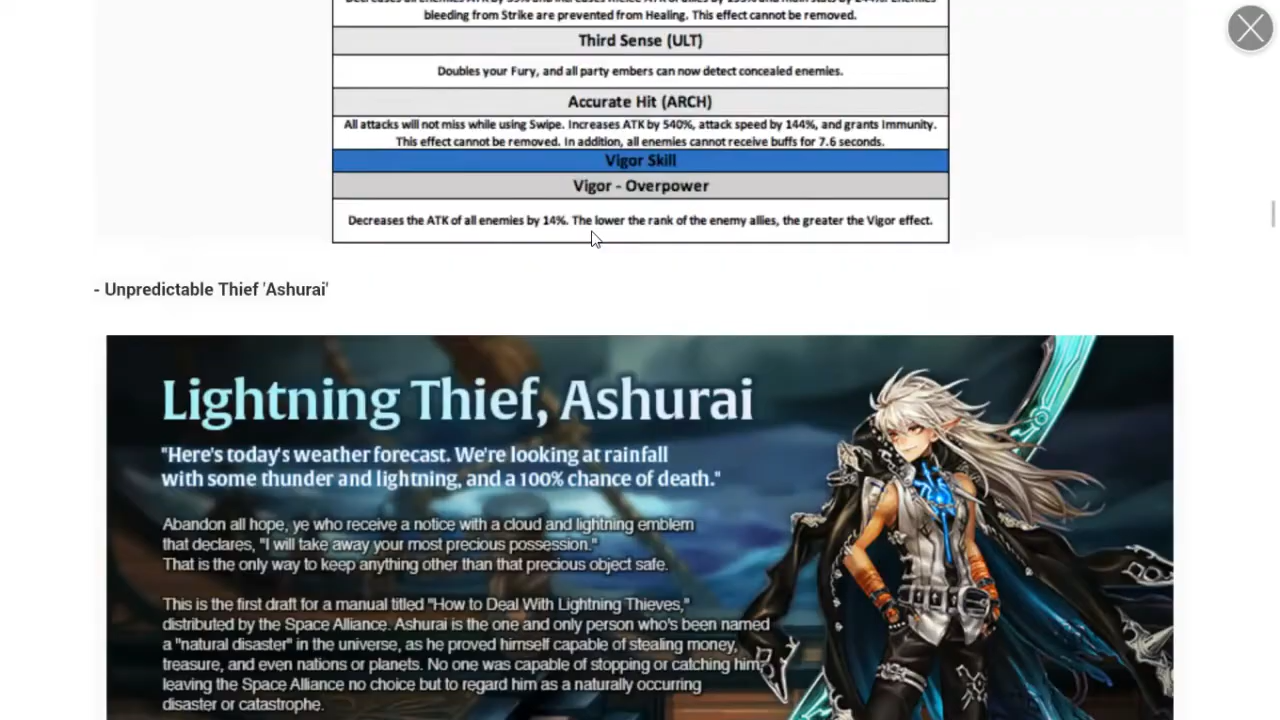 bleeding from Strike are prevented from Healing. This effect cannot be removed.
Third Sense (ULT)
Doubles your Fury, and all party embers can now detect concealed enemies.
Accurate Hit (ARCH)
All attacks will not miss while using Swipe. Increases ATK by 540%, attack speed by 144%, and grants Immunity.
This effect cannot be removed. In addition, all enemies cannot receive buffs for 7.6 seconds.
Vigor Skill
Vigor - Overpower
Decreases the ATK of all enemies by 14%. The lower the rank of the enemy allies, the greater the Vigor effect.
- Unpredictable Thief 'Ashurai'
Lightning Thief, Ashurai
"Here's today's weather forecast. We're looking at rainfall
with some thunder and lightning, and a 100% chance of death."
Abandon all hope, ye who receive a notice with a cloud and lightning emblem
that declares, "I will take away your most precious possession."
That is the only way to keep anything other than that precious object safe.
This is the first draft for a manual titled "How to Deal With Lightning Thieves,"
distributed by the Space Alliance. Ashurai is the one and only person who's been named
a "natural disaster" in the universe, as he proved himself capable of stealing money,
treasure, and even nations or planets. No one was capable of stopping or catching him,
leaving the Space Alliance no choice but to regard him as a naturally occurring
disaster or catastrophe.